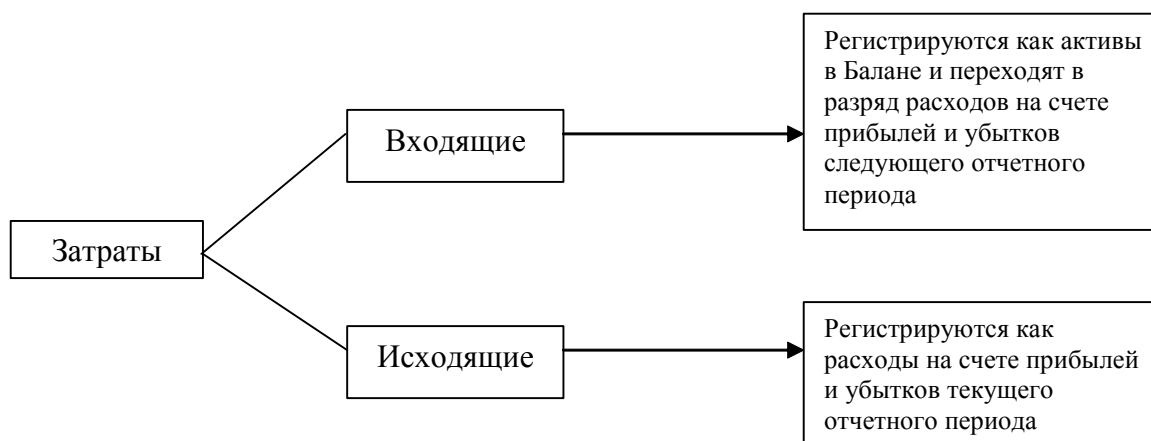 Регистрируются как активы
в Балане и переходят в
разряд расходов на счете
прибылей и убытков
следующего отчетного
периода
Входящие
Затраты
Исходящие
Регистрируются как
расходы на счете прибылей
и убытков текущего
отчетного периода